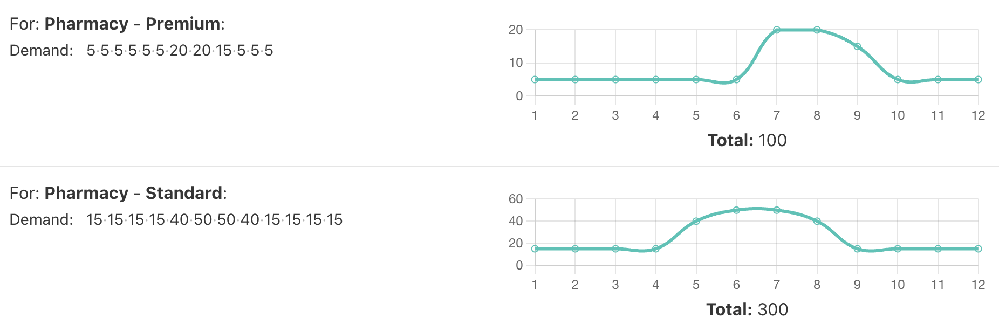 For: Pharmacy - Premium:
Demand: 5·5·5·5·5·5·20·20·15·5·5·5
20
10
0
1 2 3 4 5 6 7 8 9 10 11 12
Total: 100
For: Pharmacy - Standard:
Demand: 15·15·15·15·40·50·50·40·15·15·15·15
60
40
20
0
1 2 3 4 5 6 7 8 9 10 11 12
Total: 300